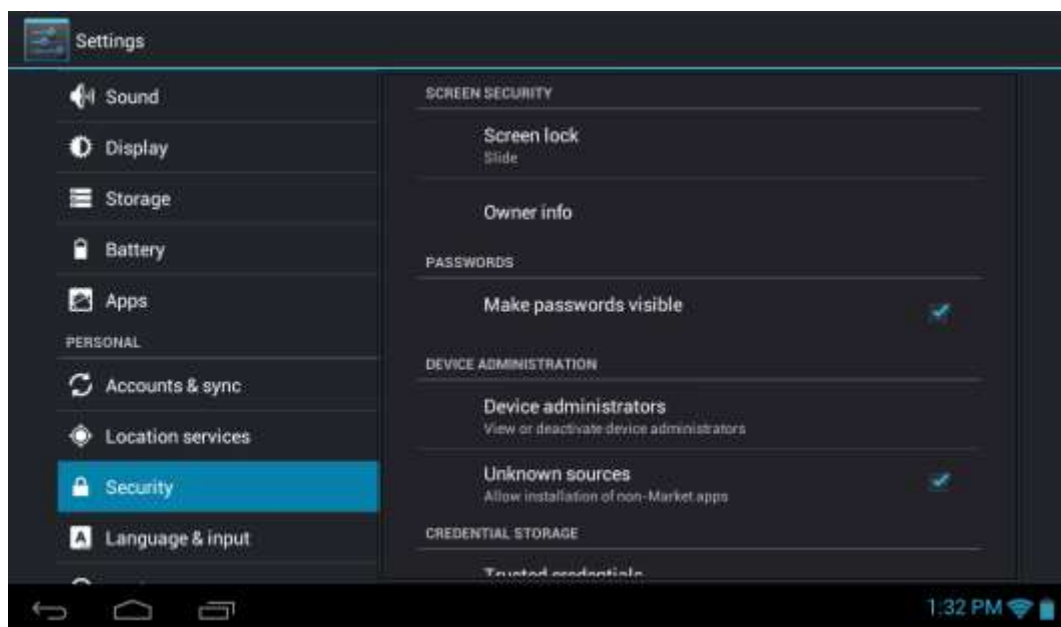 Settings
Sound
Display
Storage
Battery
Apps
PERSONAL
Accounts & sync
Location services
Security
Language & input
SCREEN SECURITY
Screen lock
Slide
Owner info
PASSWORDS
Make passwords visible
DEVICE ADMINISTRATION
Device administrators
View or deactivate device administrators
Unknown sources
Allow installation of non-Market apps
CREDENTIAL STORAGE
Trusted credentials
1:32 PM